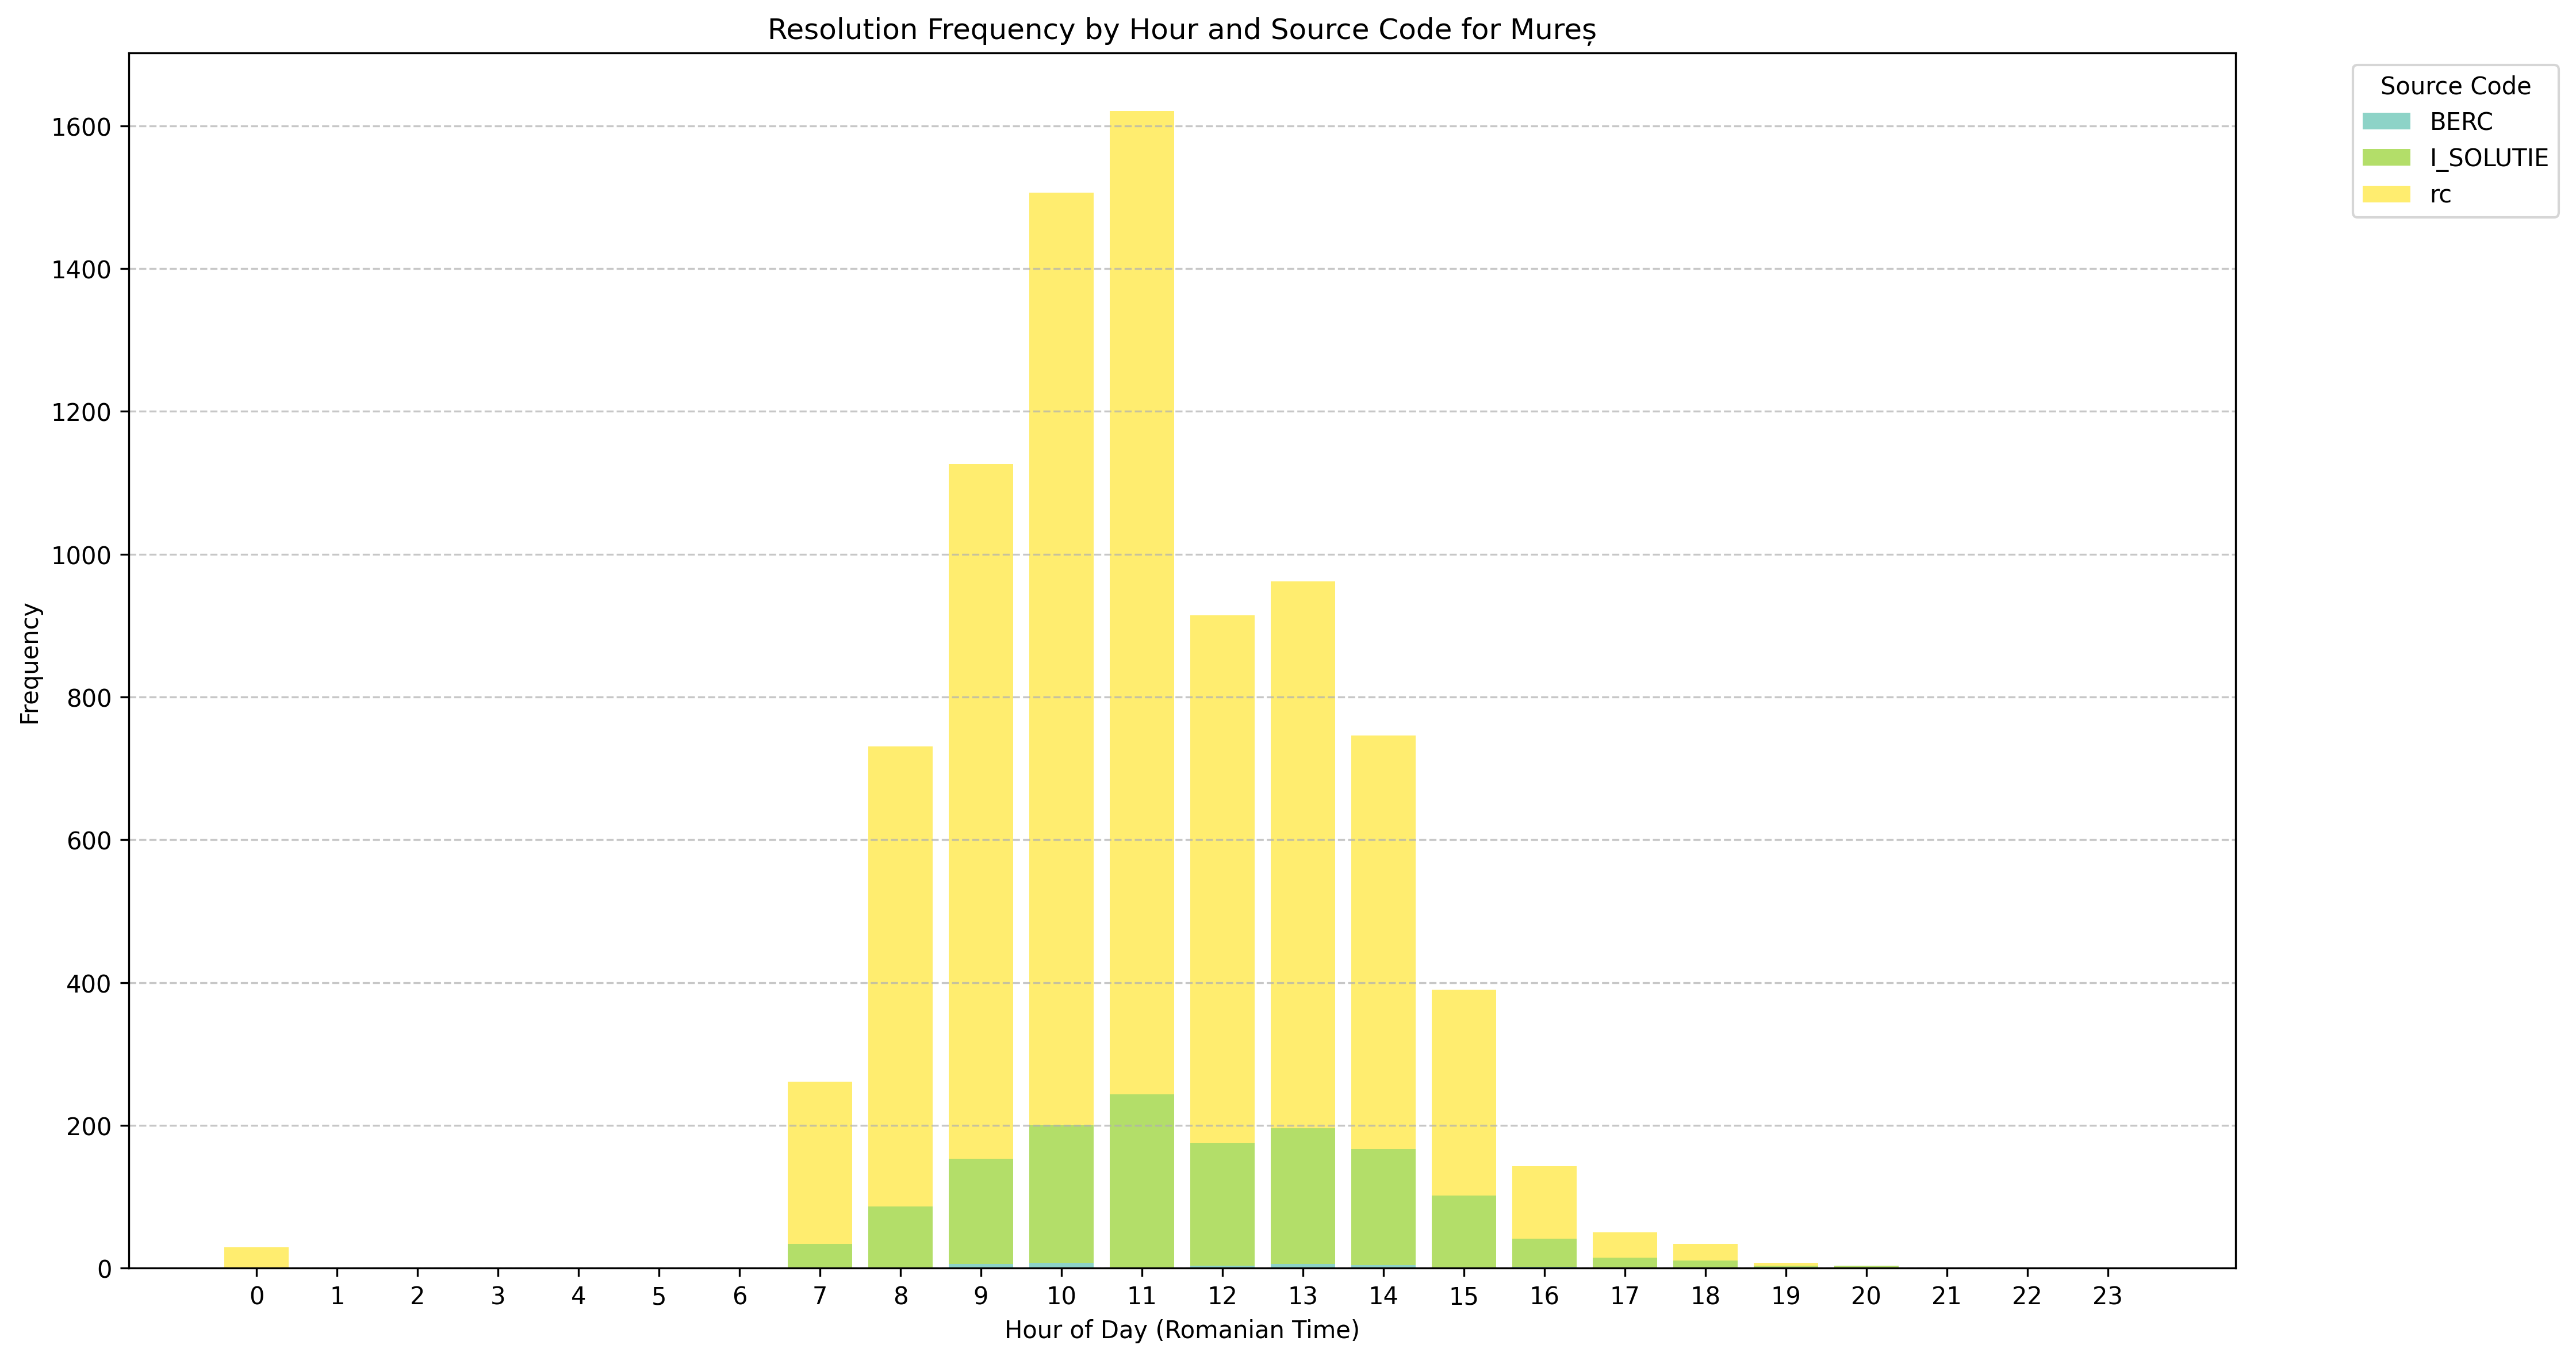 Resolution Frequency by Hour and Source Code for Mureș
Source Code
BERC
I_SOLUTIE
rc
Frequency
1600
1400
1200
1000
800
600
400
200
0
0 1 2 3 4 5 6 7 8 9 10 11 12 13 14 15 16 17 18 19 20 21 22 23
Hour of Day (Romanian Time)